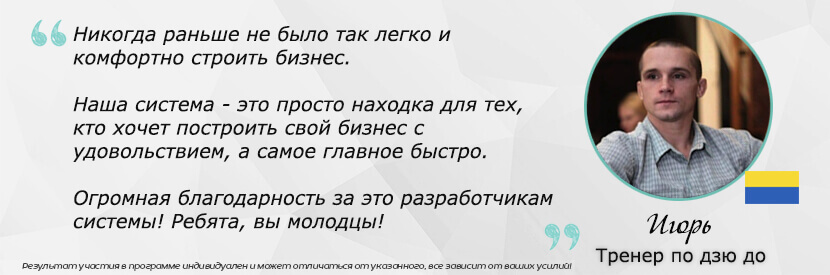 Никогда раньше не было так легко и
комфортно строить бизнес.
Наша система - это просто находка для тех,
кто хочет построить свой бизнес с
удовольствием, а самое главное быстро.
Огромная благодарность за это разработчикам
системы! Ребята, вы молодцы!
Игорь
Тренер по дзю до
Результат участия в программе индивидуален и может отличаться от указанного, все зависит от ваших усилий!